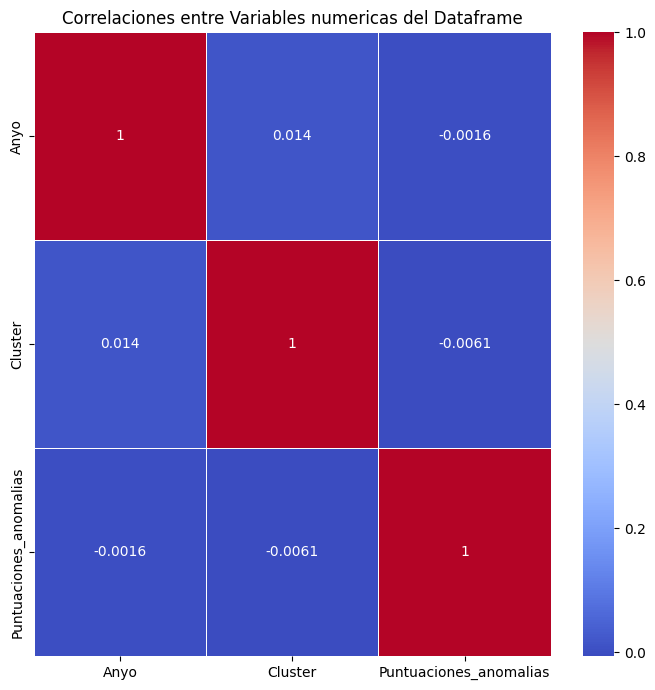 Correlaciones entre Variables numericas del Dataframe
Anyo
1
0.014
-0.0016
Cluster
0.014
1
-0.0061
Puntuaciones_anomalias
-0.0016
-0.0061
1
Anyo
Cluster
Puntuaciones_anomalias
1.0
0.8
0.6
0.4
0.2
0.0